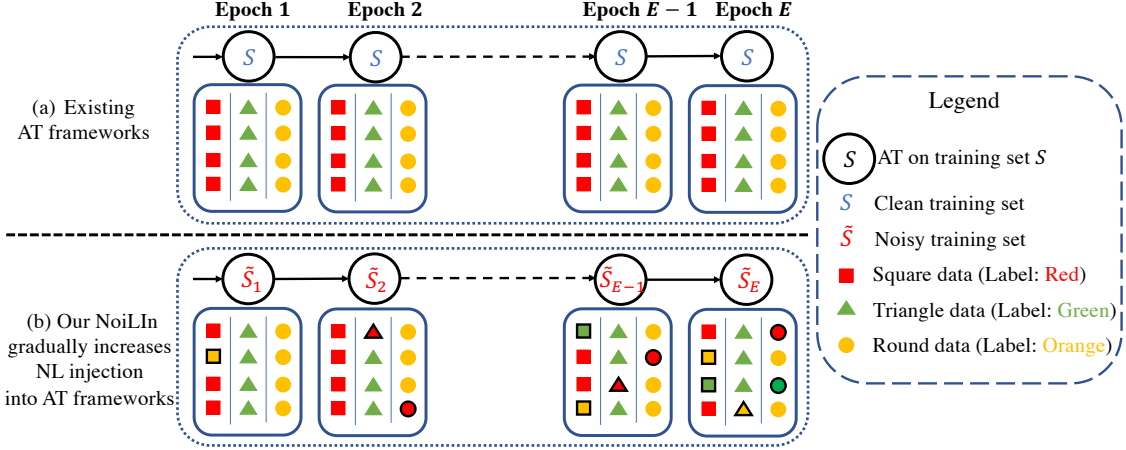 Epoch 1
Epoch 2
Epoch E − 1
Epoch E
S
S
S
S
(a) Existing
AT frameworks
S̃₁
S̃₂
S̃_{E−1}
S̃_E
(b) Our NoiLIn
gradually increases
NL injection
into AT frameworks
Legend
S
AT on training set S
S
Clean training set
S̃
Noisy training set
Square data (Label: Red)
Triangle data (Label: Green)
Round data (Label: Orange)